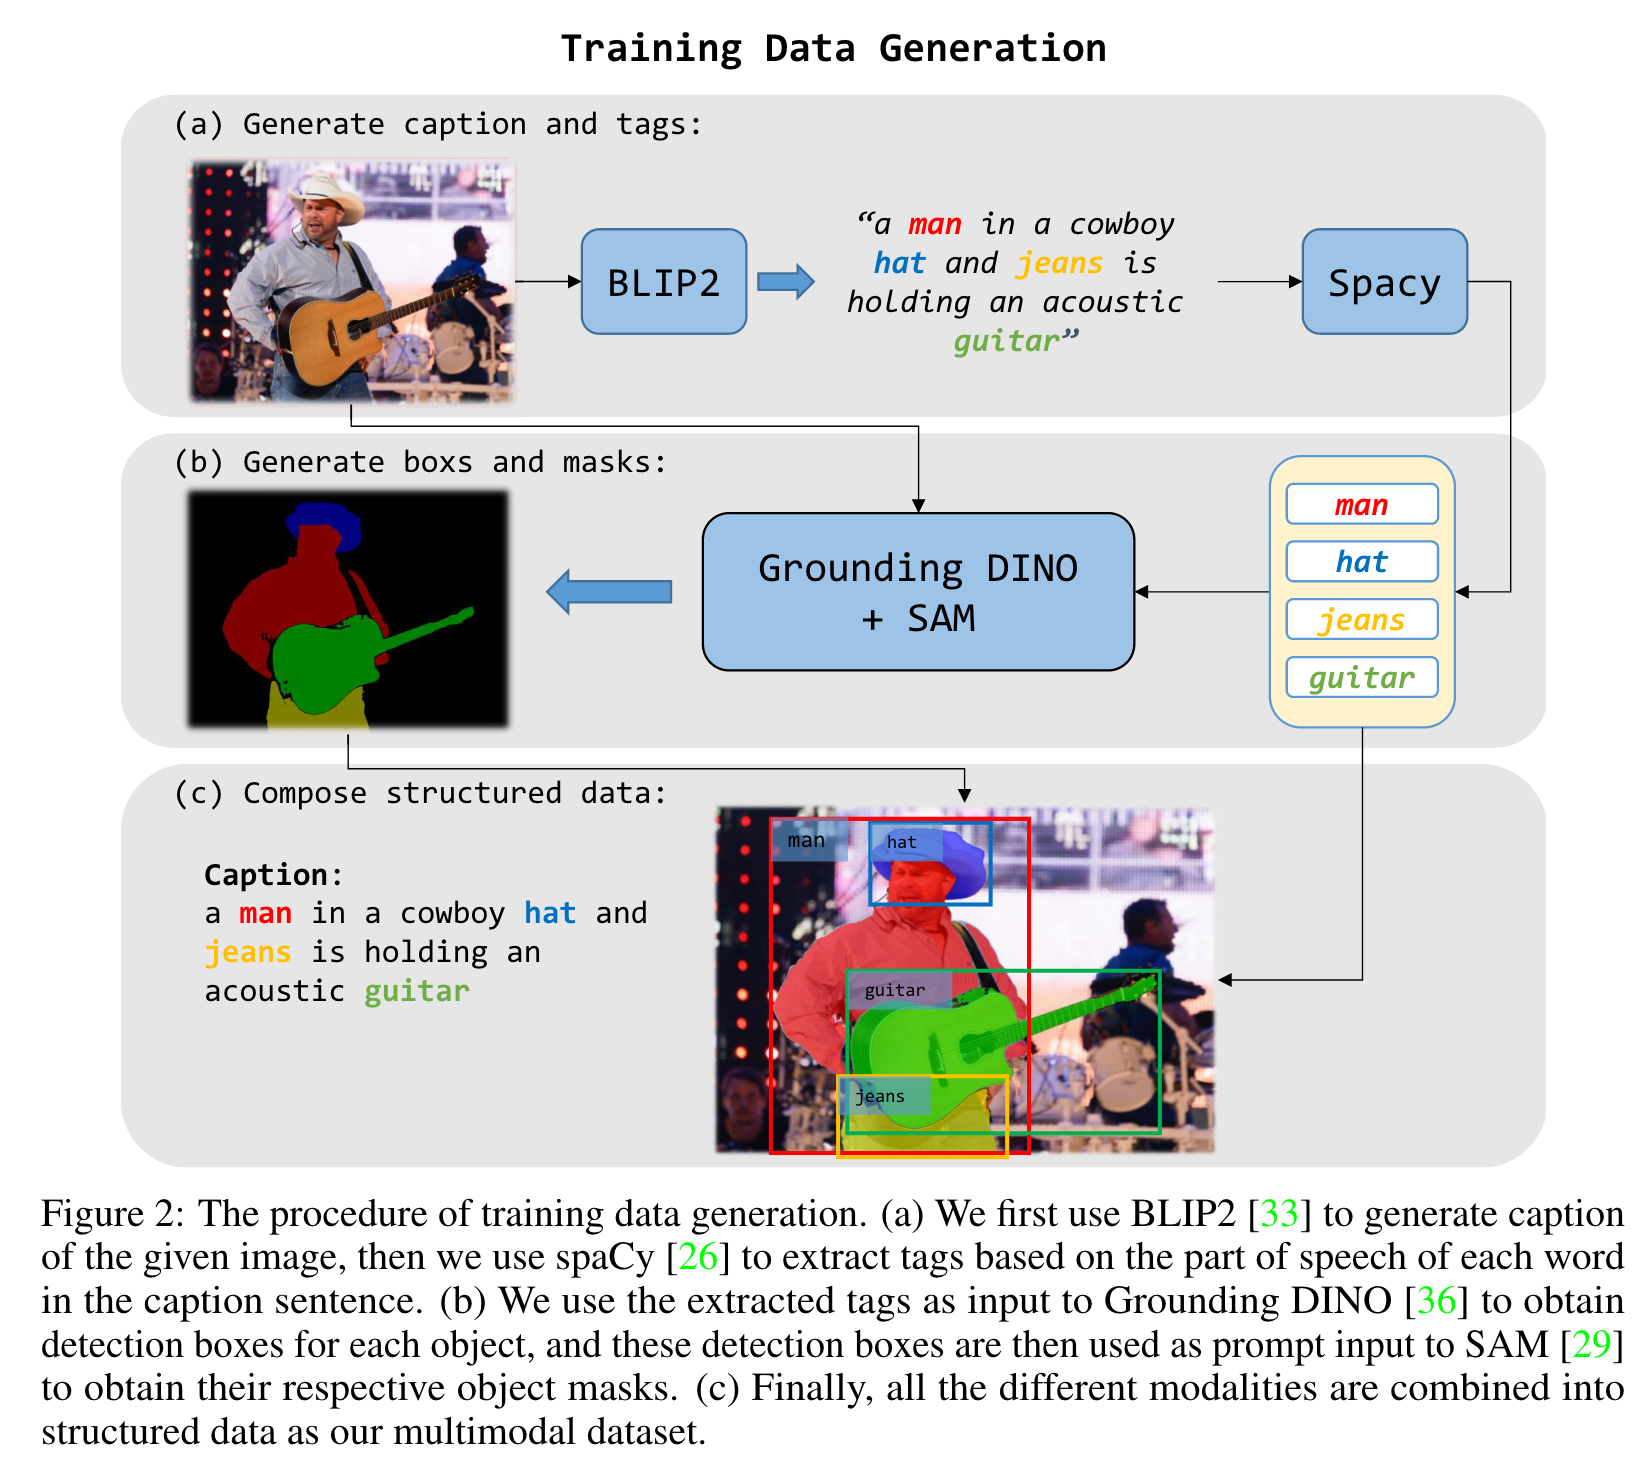 Training Data Generation
(a) Generate caption and tags:
BLIP2
“a man in a cowboy
hat and jeans is
holding an acoustic
guitar”
Spacy
(b) Generate boxs and masks:
Grounding DINO
+ SAM
man
hat
jeans
guitar
(c) Compose structured data:
Caption:
a man in a cowboy hat and
jeans is holding an
acoustic guitar
man
hat
guitar
jeans
Figure 2: The procedure of training data generation. (a) We first use BLIP2 [33] to generate caption
of the given image, then we use spaCy [26] to extract tags based on the part of speech of each word
in the caption sentence. (b) We use the extracted tags as input to Grounding DINO [36] to obtain
detection boxes for each object, and these detection boxes are then used as prompt input to SAM [29]
to obtain their respective object masks. (c) Finally, all the different modalities are combined into
structured data as our multimodal dataset.